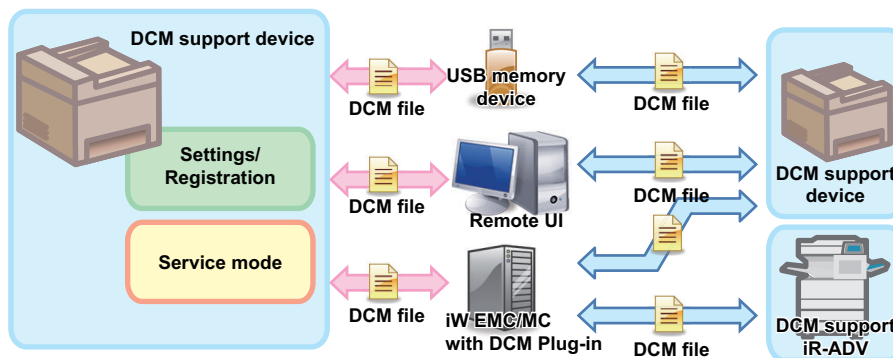 DCM support device
Settings/
Registration
Service mode
DCM file
USB memory
device
DCM file
DCM file
Remote UI
DCM file
DCM file
iW EMC/MC
with DCM Plug-in
DCM file
DCM support
device
DCM support
iR-ADV